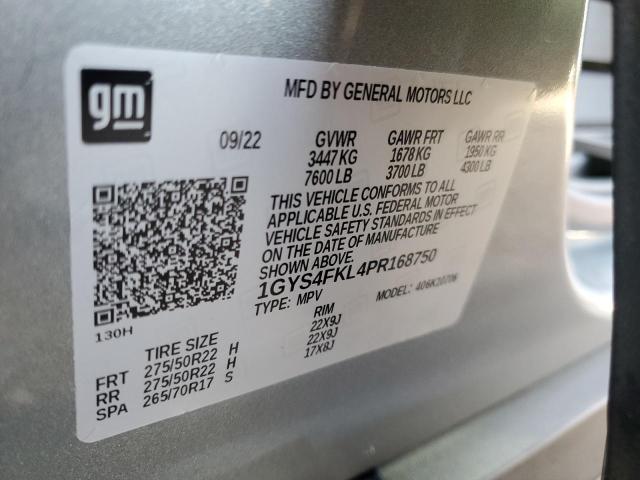 gm
MFD BY GENERAL MOTORS LLC
09/22 GVWR GAWR FRT GAWR RR
3447 KG 1678 KG 1950 KG
7600 LB 3700 LB 4300 LB
THIS VEHICLE CONFORMS TO ALL
APPLICABLE U.S. FEDERAL MOTOR
VEHICLE SAFETY STANDARDS IN EFFECT
ON THE DATE OF MANUFACTURE
SHOWN ABOVE.
1GYS4FKL4PR168750
TYPE: MPV MODEL: 406K10706
130H
TIRE SIZE RIM
FRT 275/50R22 H 22X9J
RR 275/50R22 H 22X9J
SPA 265/70R17 S 17X8J